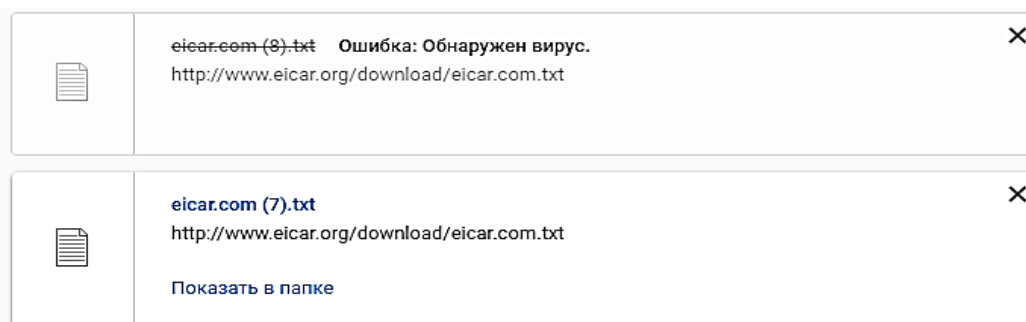 eicar.com (8).txt Ошибка: Обнаружен вирус.
http://www.eicar.org/download/eicar.com.txt
eicar.com (7).txt
http://www.eicar.org/download/eicar.com.txt
Показать в папке